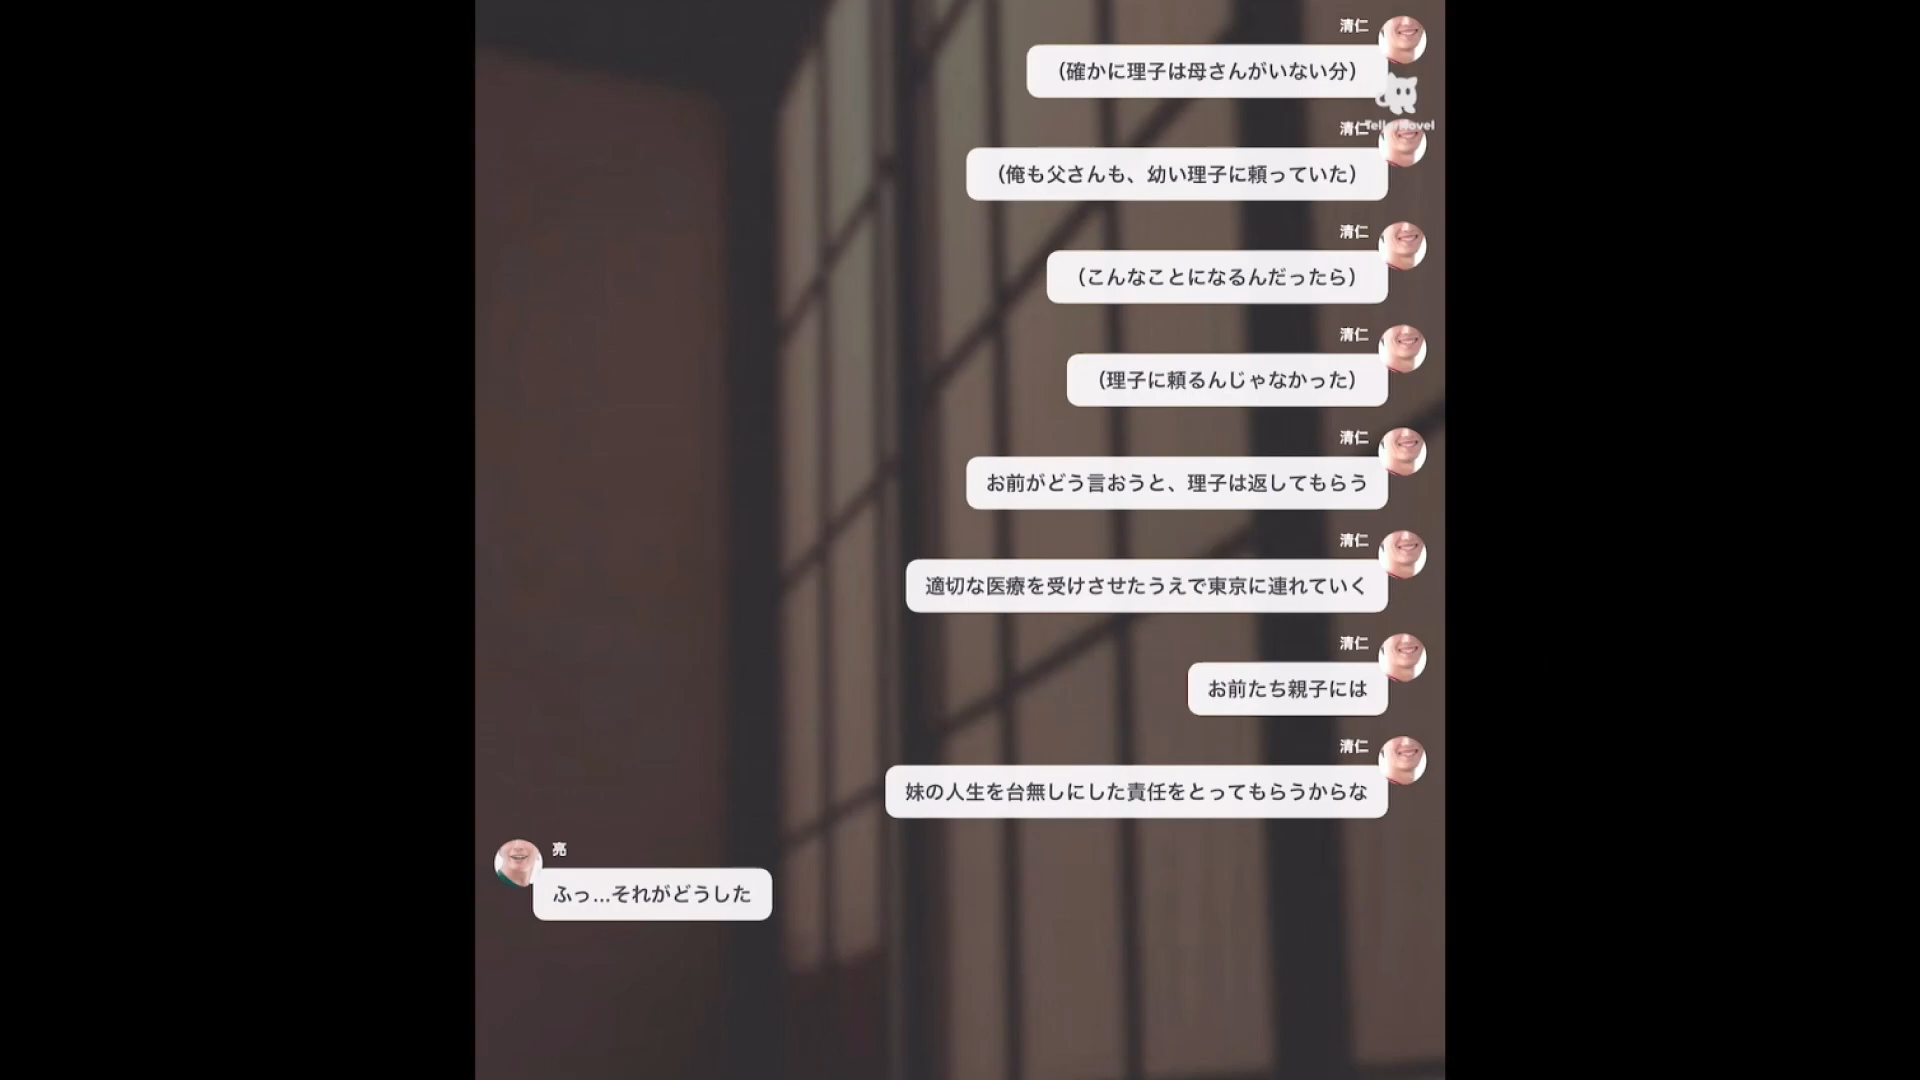 清仁
（確かに理子は母さんがいない分）
TellerNovel
清仁
（俺も父さんも、幼い理子に頼っていた）
清仁
（こんなことになるんだったら）
清仁
（理子に頼るんじゃなかった）
清仁
お前がどう言おうと、理子は返してもらう
清仁
適切な医療を受けさせたうえで東京に連れていく
清仁
お前たち親子には
清仁
妹の人生を台無しにした責任をとってもらうからな
亮
ふっ...それがどうした